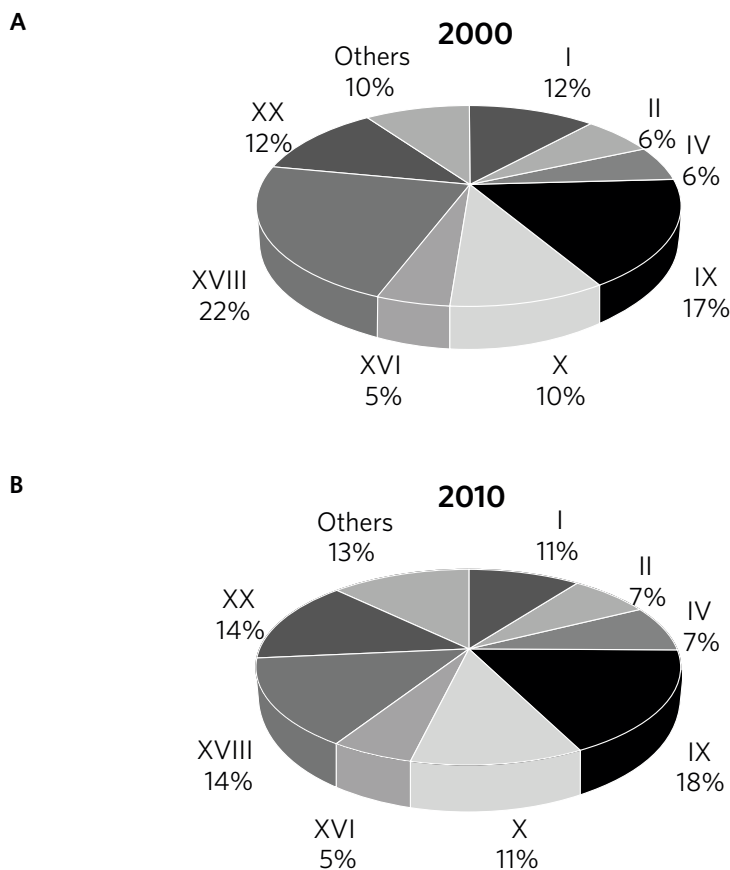 A
2000
Others
10%
I
12%
II
6%
IV
6%
XX
12%
IX
17%
XVIII
22%
XVI
5%
X
10%
B
2010
Others
13%
I
11%
II
7%
IV
7%
XX
14%
IX
18%
XVIII
14%
XVI
5%
X
11%